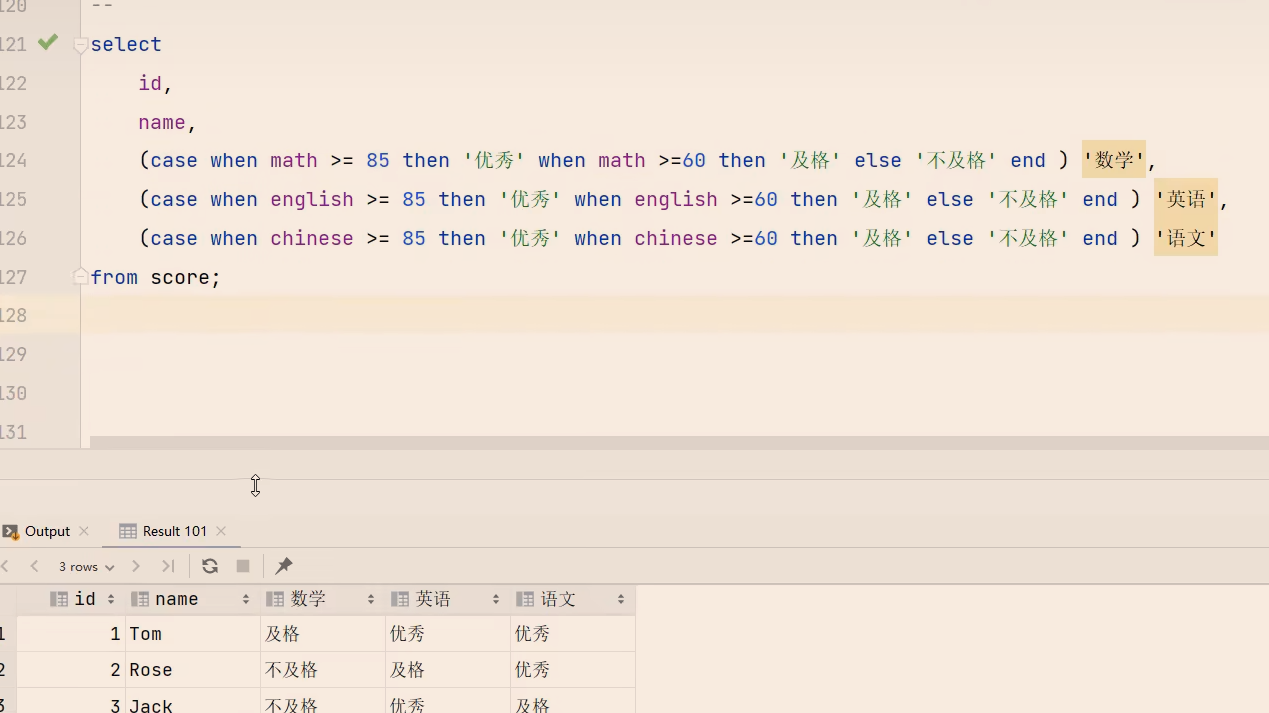 120 --
121 select
122 id,
123 name,
124 (case when math >= 85 then '优秀' when math >=60 then '及格' else '不及格' end ) '数学',
125 (case when english >= 85 then '优秀' when english >=60 then '及格' else '不及格' end ) '英语',
126 (case when chinese >= 85 then '优秀' when chinese >=60 then '及格' else '不及格' end ) '语文'
127 from score;
128
129
130
131
Output Result 101
3 rows
id name 数学 英语 语文
1 1 Tom 及格 优秀 优秀
2 2 Rose 不及格 及格 优秀
3 3 Jack 不及格 优秀 及格